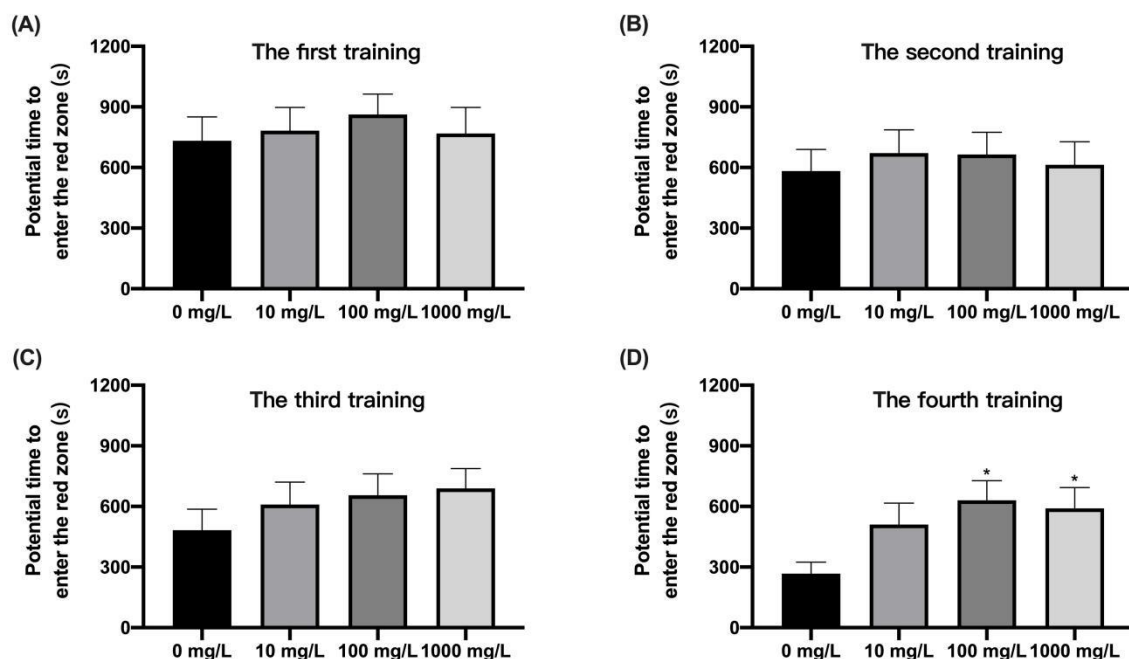 (A)
The first training
Potential time to
enter the red zone (s)
1200
900
600
300
0
0 mg/L 10 mg/L 100 mg/L 1000 mg/L
(B)
The second training
Potential time to
enter the red zone (s)
1200
900
600
300
0
0 mg/L 10 mg/L 100 mg/L 1000 mg/L
(C)
The third training
Potential time to
enter the red zone (s)
1200
900
600
300
0
0 mg/L 10 mg/L 100 mg/L 1000 mg/L
(D)
The fourth training
Potential time to
enter the red zone (s)
1200
900
600
300
0
* *
0 mg/L 10 mg/L 100 mg/L 1000 mg/L